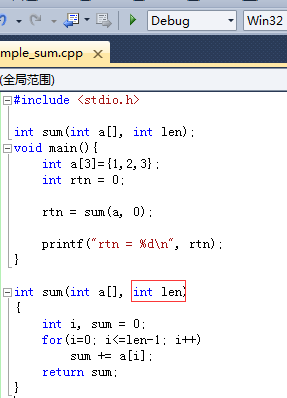 Debug Win32
mple_sum.cpp
(全局范围)
#include <stdio.h>
int sum(int a[], int len);
void main(){
int a[3]={1,2,3};
int rtn = 0;
rtn = sum(a, 0);
printf("rtn = %d\n", rtn);
}
int sum(int a[], int len)
{
int i, sum = 0;
for(i=0; i<=len-1; i++)
sum += a[i];
return sum;
}